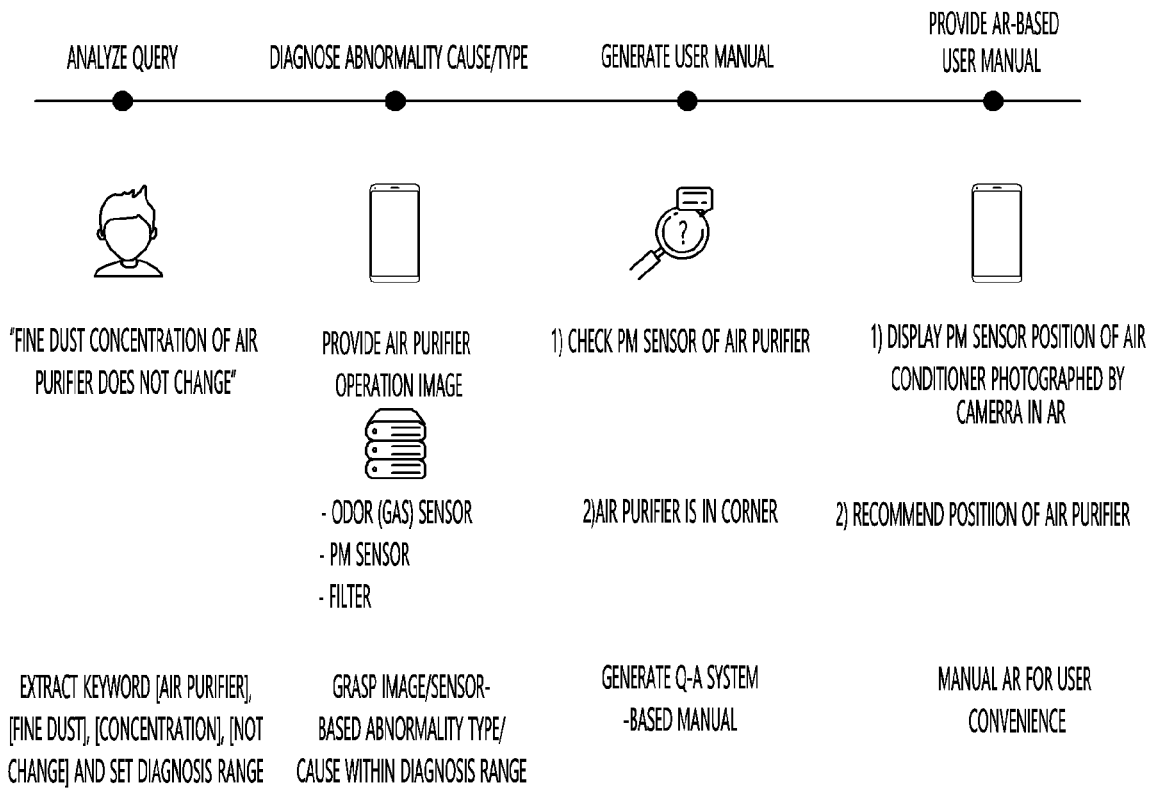 ANALYZE QUERY
DIAGNOSE ABNORMALITY CAUSE/TYPE
GENERATE USER MANUAL
PROVIDE AR-BASED
USER MANUAL
?
"FINE DUST CONCENTRATION OF AIR
PURIFIER DOES NOT CHANGE"
PROVIDE AIR PURIFIER
OPERATION IMAGE
- ODOR (GAS) SENSOR
- PM SENSOR
- FILTER
1) CHECK PM SENSOR OF AIR PURIFIER
2)AIR PURIFIER IS IN CORNER
1) DISPLAY PM SENSOR POSITION OF AIR
CONDITIONER PHOTOGRAPHED BY
CAMERRA IN AR
2) RECOMMEND POSITIION OF AIR PURIFIER
EXTRACT KEYWORD [AIR PURIFIER],
[FINE DUST], [CONCENTRATION], [NOT
CHANGE] AND SET DIAGNOSIS RANGE
GRASP IMAGE/SENSOR-
BASED ABNORMALITY TYPE/
CAUSE WITHIN DIAGNOSIS RANGE
GENERATE Q-A SYSTEM
-BASED MANUAL
MANUAL AR FOR USER
CONVENIENCE